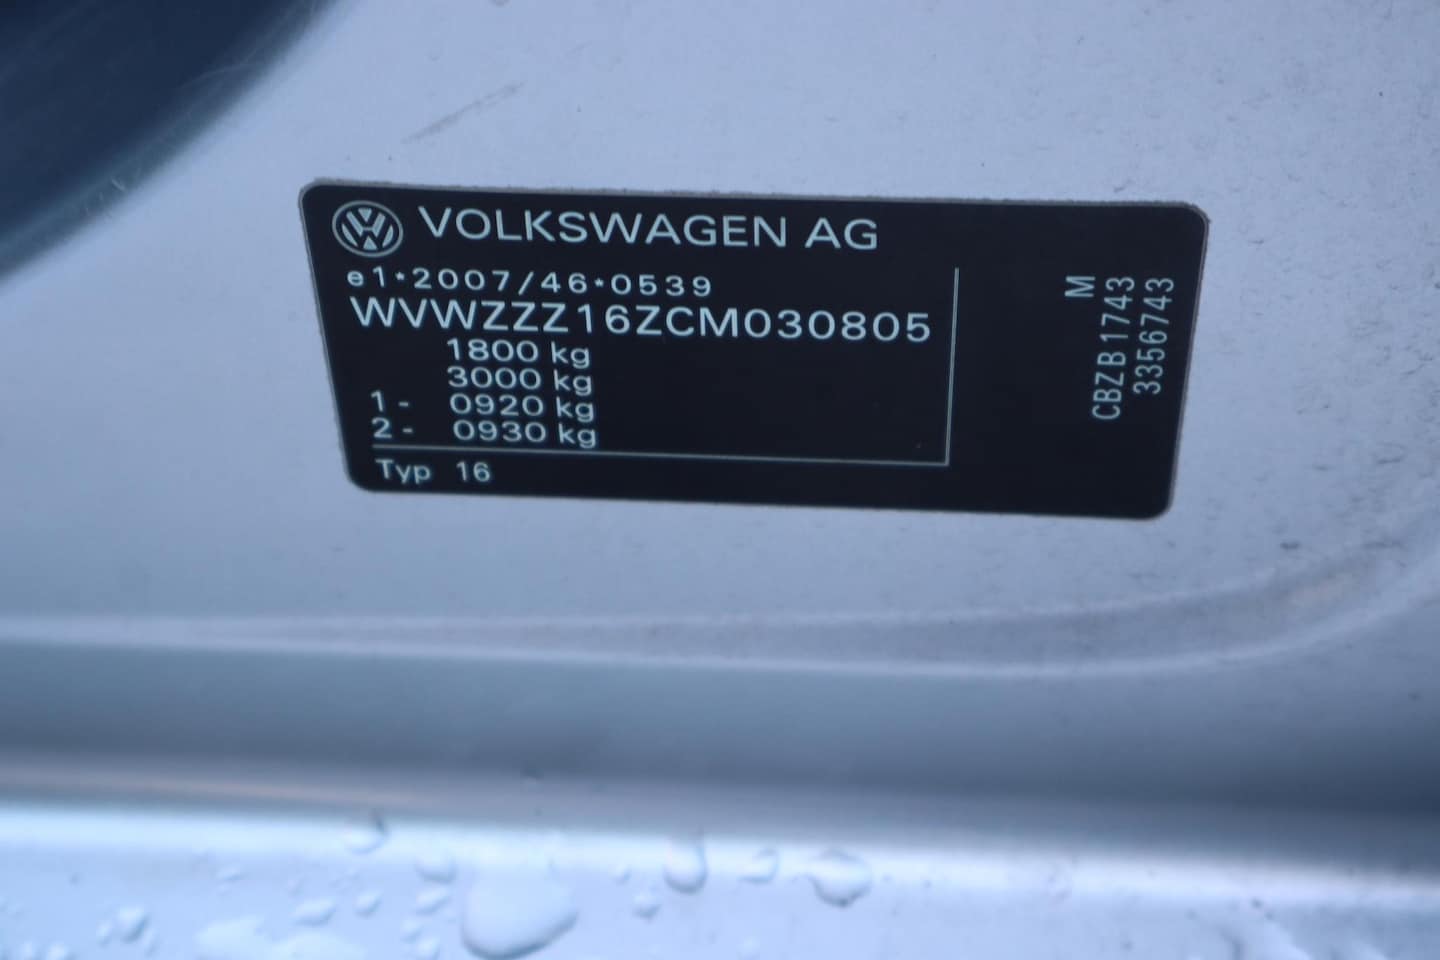 VOLKSWAGEN AG
e1*2007/46*0539
WVWZZZ16ZCM030805
1800 kg
3000 kg
1- 0920 kg
2- 0930 kg
Typ 16
M
CBZB1743
3356743